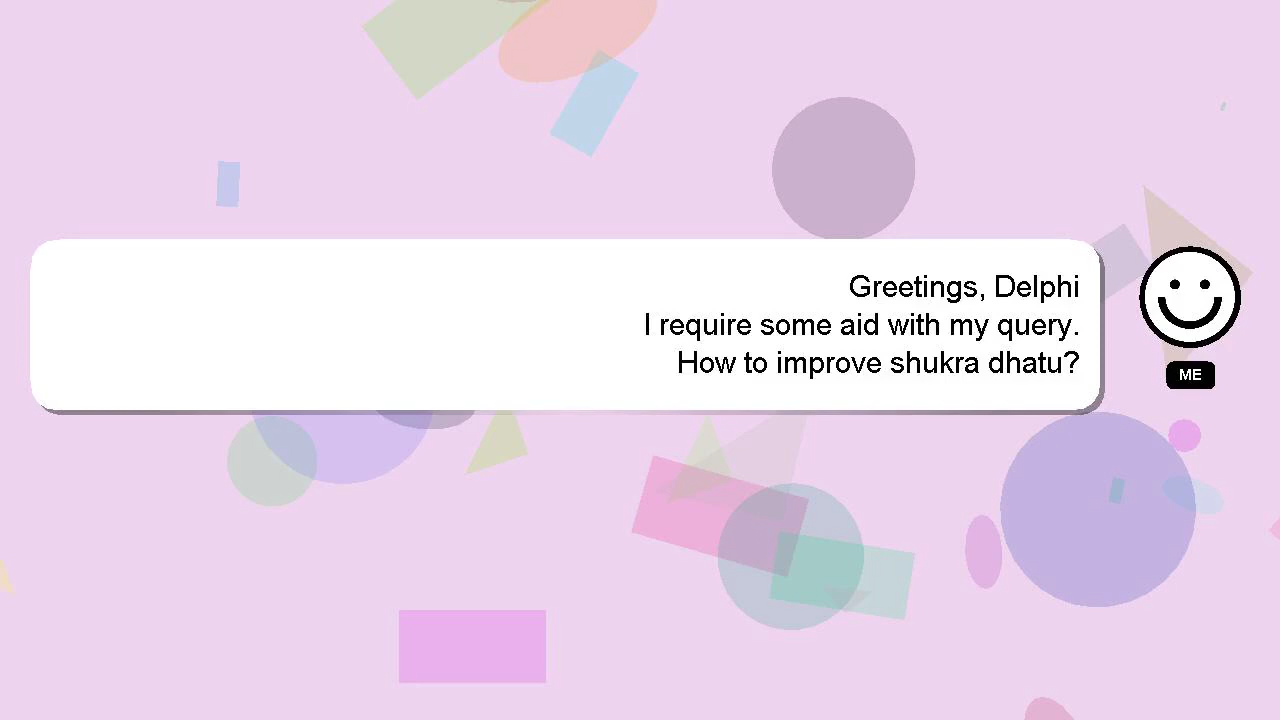 Greetings, Delphi
I require some aid with my query.
How to improve shukra dhatu?
ME